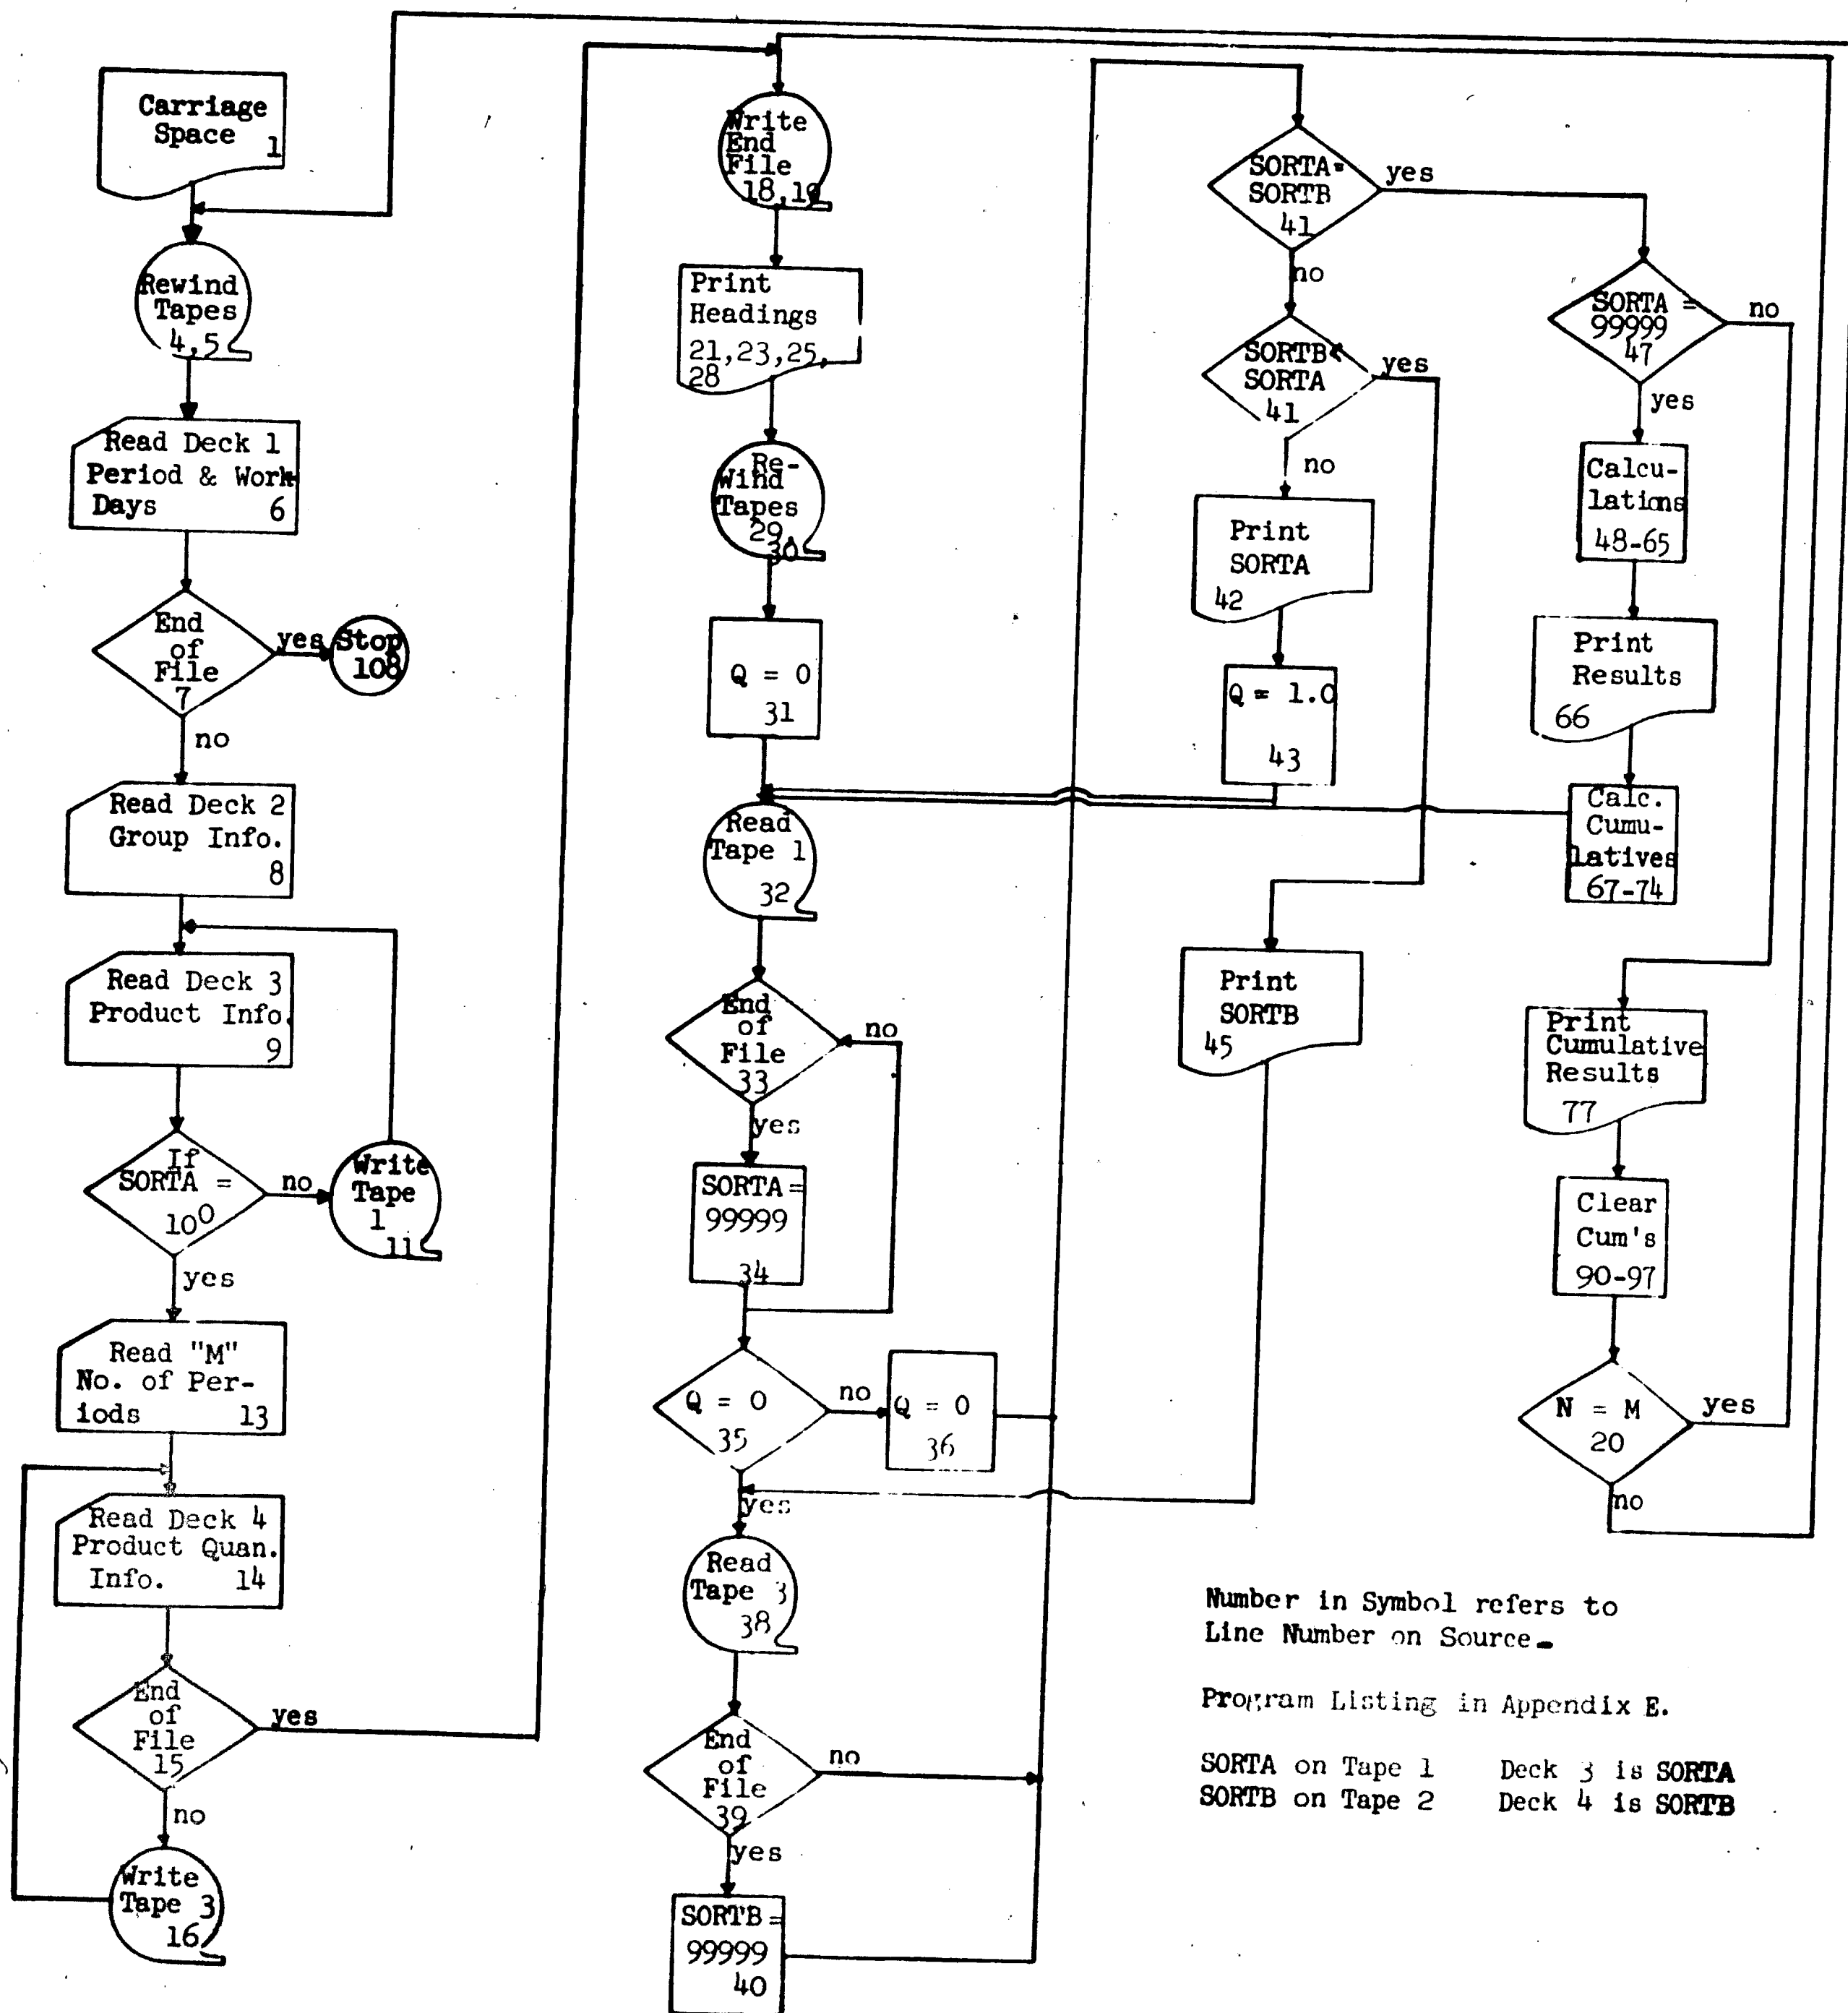 Carriage
Space
1
Rewind
Tapes
4,5
Read Deck 1
Period & Work
Days 6
End
of
File
7
yes
Stop
108
no
Read Deck 2
Group Info.
8
Read Deck 3
Product Info.
9
If
SORTA =
0
10
no
Write
Tape
1
11
yes
Read "M"
No. of Per-
iods 13
Read Deck 4
Product Quan.
Info. 14
End
of
File
15
yes
no
Write
Tape 3
16
Write
End
File
18,19
Print
Headings
21,23,25,
28
Re-
Wind
Tapes
29,
30
Q = 0
31
Read
Tape 1
32
End
of
File
33
no
yes
SORTA =
99999
34
Q = 0
35
no
Q = 0
36
yes
Read
Tape 3
38
End
of
File
39
no
yes
SORTB =
99999
40
SORTA=
SORTB
41
yes
no
SORTB<
SORTA
41
yes
no
Print
SORTA
42
Q = 1.0
43
Print
SORTB
45
SORTA =
99999
47
no
yes
Calcu-
lations
48-65
Print
Results
66
Calc.
Cumu-
latives
67-74
Print
Cumulative
Results
77
Clear
Cum's
90-97
N = M
20
yes
no
Number in Symbol refers to
Line Number on Source-
Program Listing in Appendix E.
SORTA on Tape 1 Deck 3 is SORTA
SORTB on Tape 2 Deck 4 is SORTB